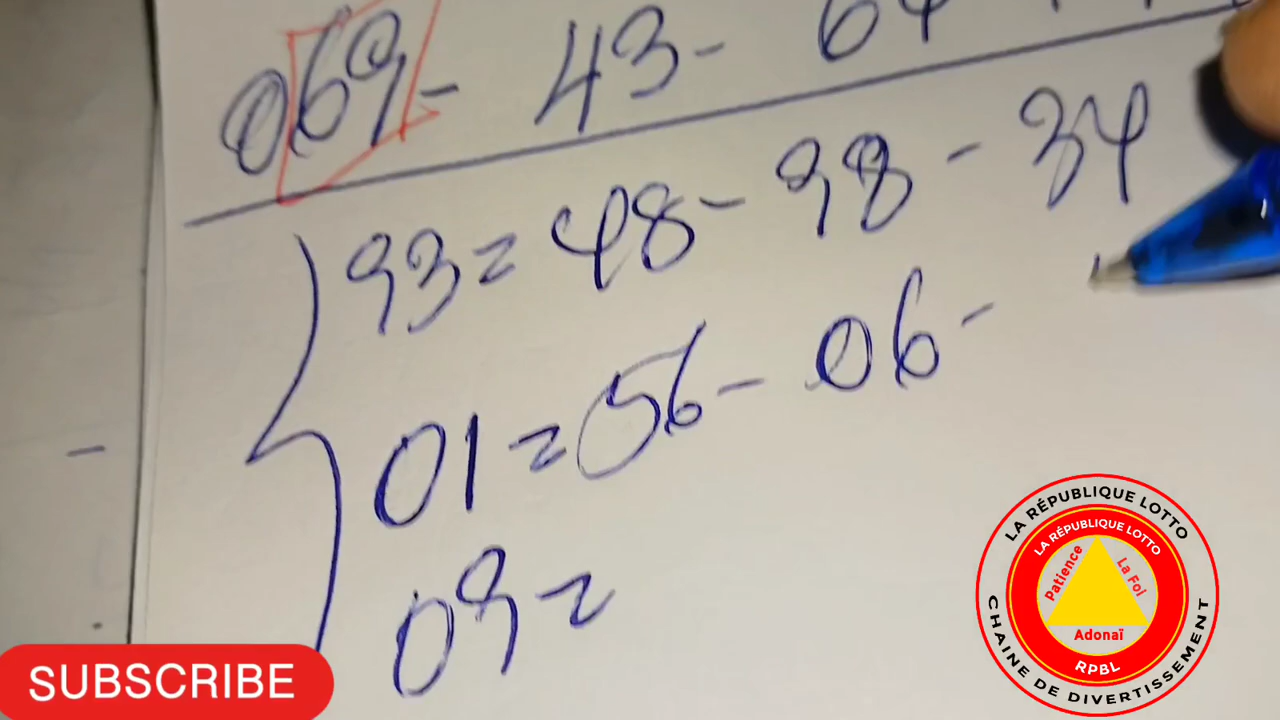 069- 43- 64
93= 48- 98- 34
01= 56- 06-
09=
SUBSCRIBE
LA RÉPUBLIQUE LOTTO
LA RÉPUBLIQUE LOTTO
Patience
La Foi
Adonaï
RPBL
CHAINE DE DIVERTISSEMENT